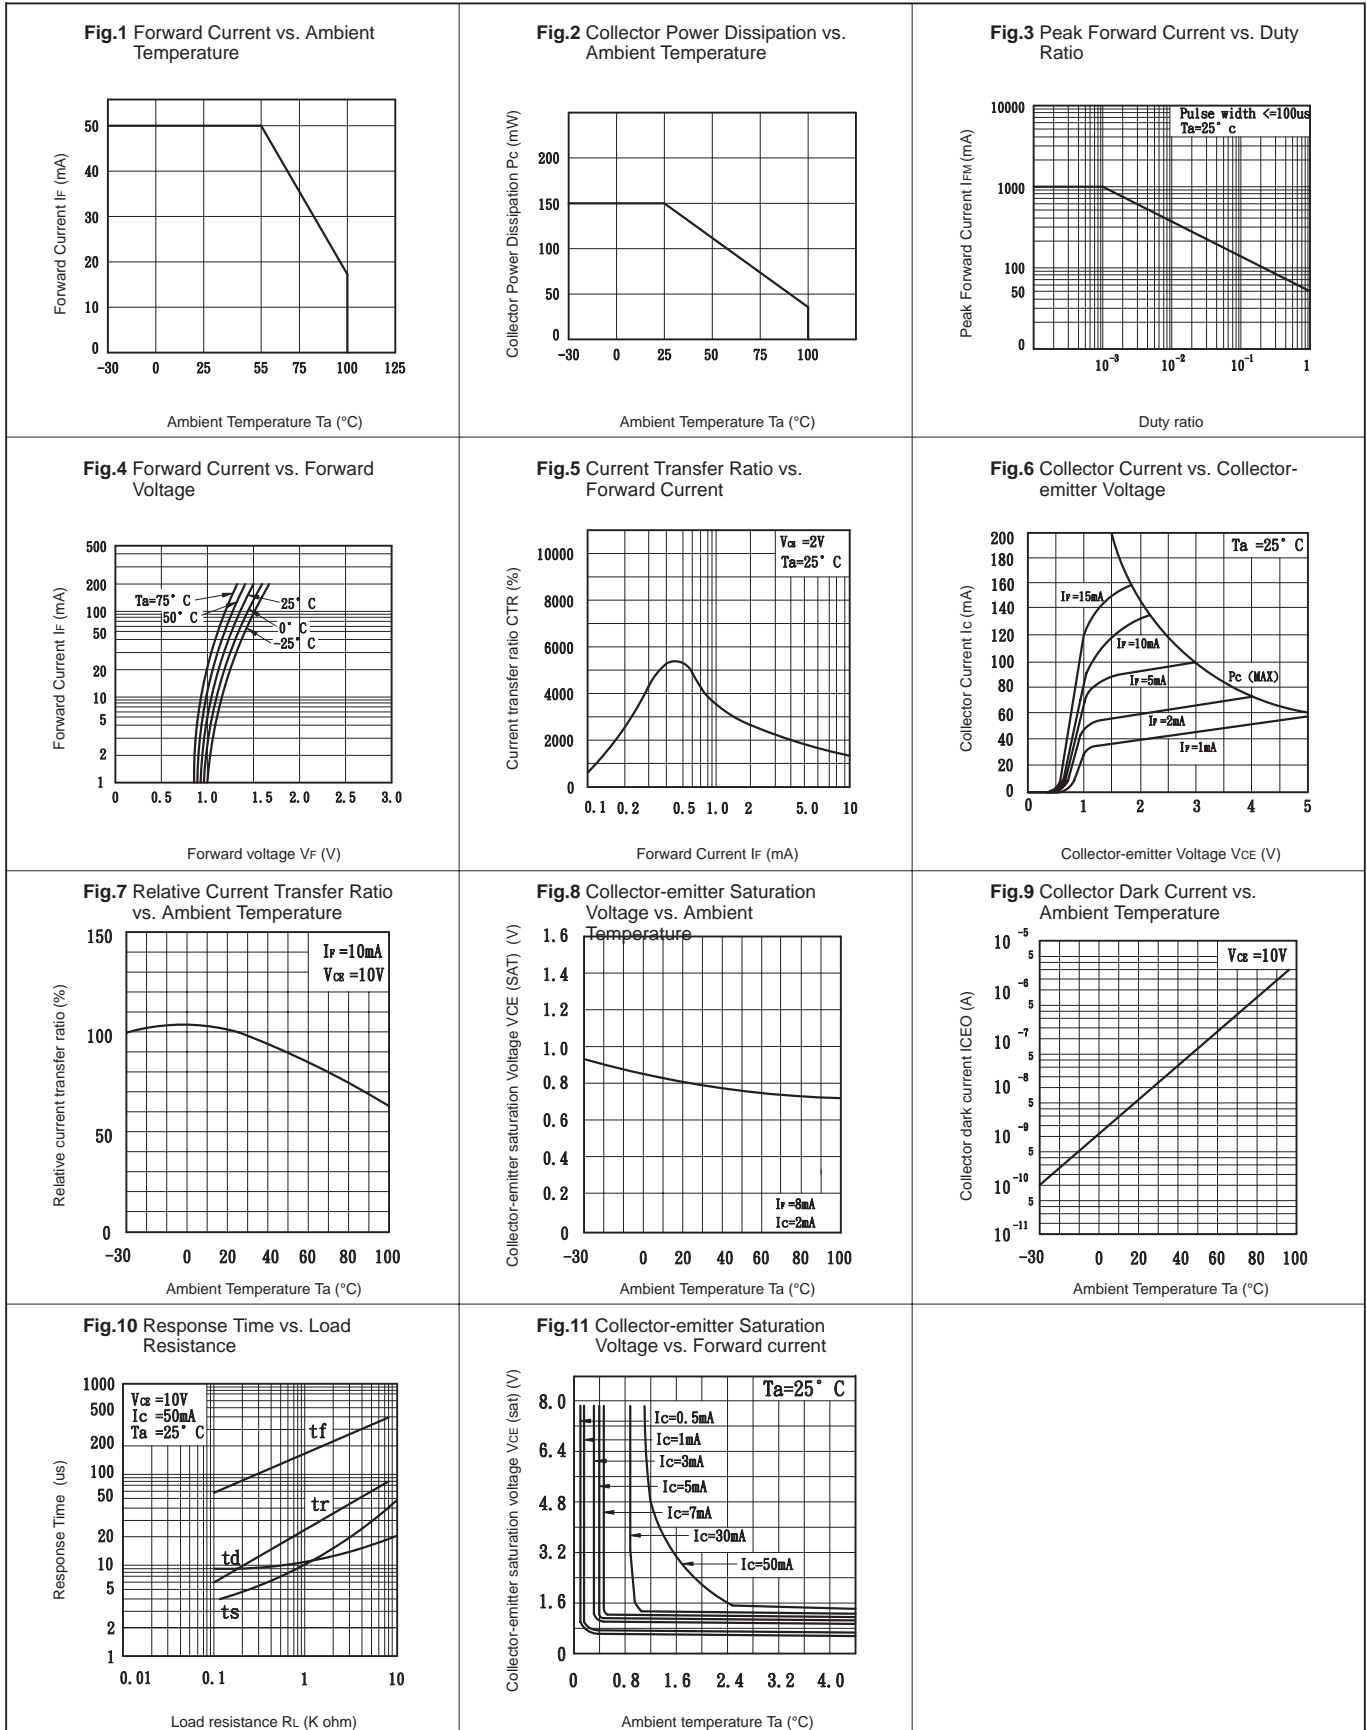 Fig.1 Forward Current vs. Ambient
Temperature
Forward Current IF (mA)
50
40
30
20
10
0
-30 0 25 55 75 100 125
Ambient Temperature Ta (°C)
Fig.2 Collector Power Dissipation vs.
Ambient Temperature
Collector Power Dissipation Pc (mW)
200
150
100
50
0
-30 0 25 50 75 100
Ambient Temperature Ta (°C)
Fig.3 Peak Forward Current vs. Duty
Ratio
Peak Forward Current IFM (mA)
10000
Pulse width <=100us
Ta=25° c
1000
100
50
0
10-3 10-2 10-1 1
Duty ratio
Fig.4 Forward Current vs. Forward
Voltage
Forward Current IF (mA)
500
200
100
50
20
10
5
2
1
Ta=75° C
50° C
25° C
0° C
-25° C
0 0.5 1.0 1.5 2.0 2.5 3.0
Forward voltage VF (V)
Fig.5 Current Transfer Ratio vs.
Forward Current
Current transfer ratio CTR (%)
VCE =2V
Ta=25° C
10000
8000
6000
4000
2000
0
0.1 0.2 0.5 1.0 2 5.0 10
Forward Current IF (mA)
Fig.6 Collector Current vs. Collector-
emitter Voltage
Collector Current Ic (mA)
200
180
160
140
120
100
80
60
40
20
0
Ta =25° C
IF=15mA
IF=10mA
IF=5mA
Pc (MAX)
IF=2mA
IF=1mA
0 1 2 3 4 5
Collector-emitter Voltage VCE (V)
Fig.7 Relative Current Transfer Ratio
vs. Ambient Temperature
Relative current transfer ratio (%)
150
100
50
0
IF =10mA
VCE =10V
-30 0 20 40 60 80 100
Ambient Temperature Ta (°C)
Fig.8 Collector-emitter Saturation
Voltage vs. Ambient
Temperature
Collector-emitter saturation Voltage VCE (SAT) (V)
1.6
1.4
1.2
1.0
0.8
0.6
0.4
0.2
0
IF =8mA
Ic=2mA
-30 0 20 40 60 80 100
Ambient Temperature Ta (°C)
Fig.9 Collector Dark Current vs.
Ambient Temperature
Collector dark current ICEO (A)
10 -5
5
10 -6
5
10 -7
5
10 -8
5
10 -9
5
10 -10
5
10 -11
VCE =10V
-30 0 20 40 60 80 100
Ambient Temperature Ta (°C)
Fig.10 Response Time vs. Load
Resistance
Response Time (us)
1000
500
200
100
50
20
10
5
2
1
VCE =10V
Ic =50mA
Ta =25° C
tf
tr
td
ts
0.01 0.1 1 10
Load resistance RL (K ohm)
Fig.11 Collector-emitter Saturation
Voltage vs. Forward current
Collector-emitter saturation voltage VCE (sat) (V)
8.0
6.4
4.8
3.2
1.6
0
Ta=25° C
Ic=0.5mA
Ic=1mA
Ic=3mA
Ic=5mA
Ic=7mA
Ic=30mA
Ic=50mA
0 0.8 1.6 2.4 3.2 4.0
Ambient temperature Ta (°C)